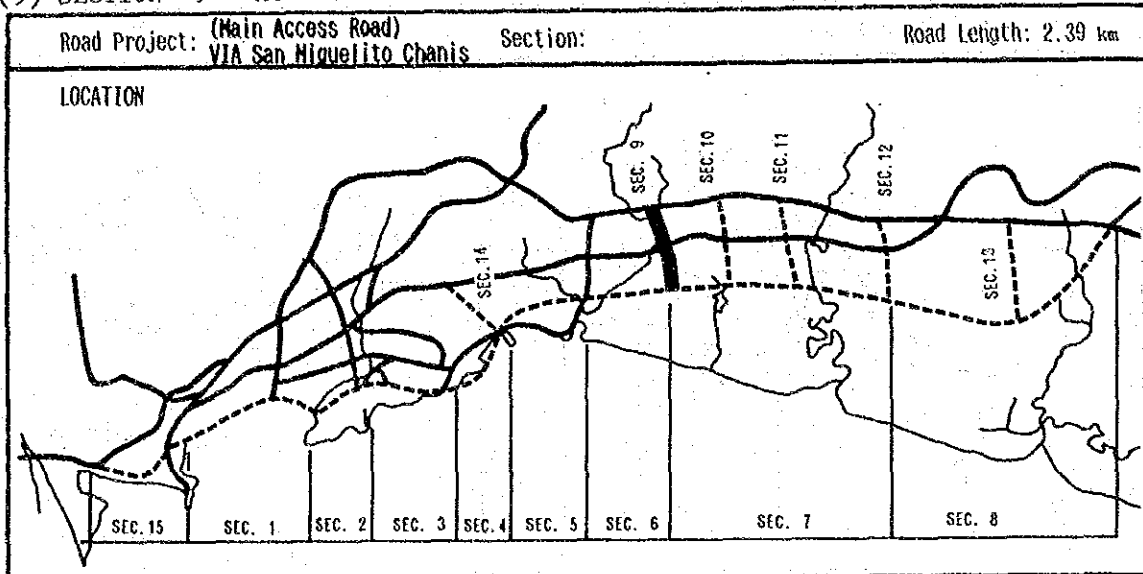 Road Project: (Main Access Road) Section: Road Length: 2.39 km
VIA San Miguelito Chanis
LOCATION
SEC. 9
SEC. 10
SEC. 11
SEC. 12
SEC. 14
SEC. 13
SEC. 15 SEC. 1 SEC. 2 SEC. 3 SEC. 4 SEC. 5 SEC. 6 SEC. 7 SEC. 8